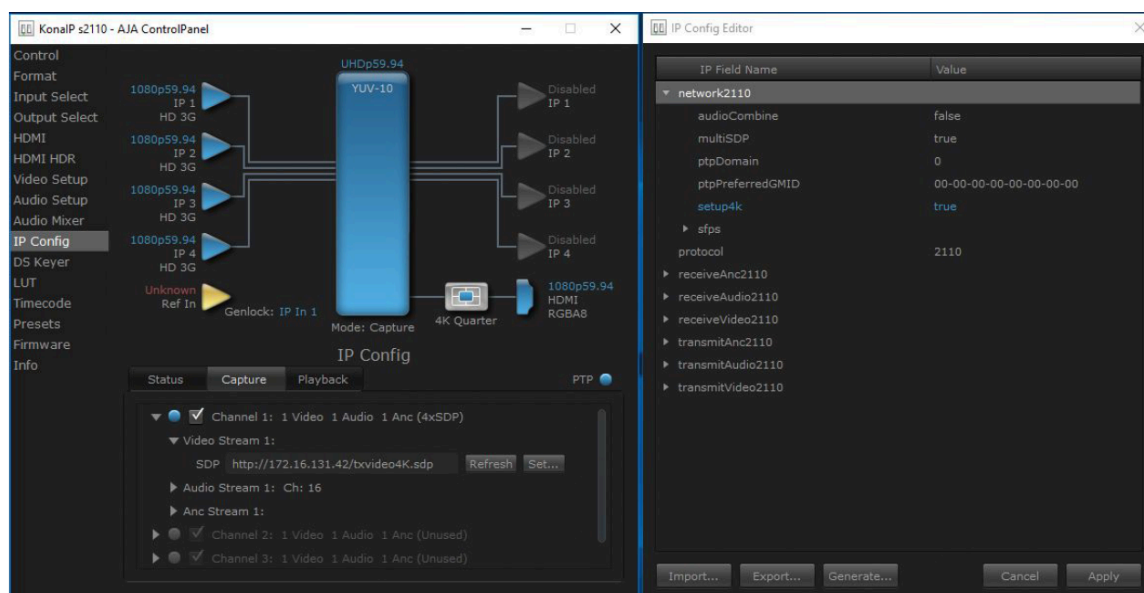 KonaIP s2110 - AJA ControlPanel
Control
Format
Input Select
Output Select
HDMI
HDMI HDR
Video Setup
Audio Setup
Audio Mixer
IP Config
DS Keyer
LUT
Timecode
Presets
Firmware
Info
UHDp59.94
YUV-10
1080p59.94
IP 1
HD 3G
1080p59.94
IP 2
HD 3G
1080p59.94
IP 3
HD 3G
1080p59.94
IP 4
HD 3G
Unknown
Ref In
Genlock: IP In 1
Mode: Capture
Disabled
IP 1
Disabled
IP 2
Disabled
IP 3
Disabled
IP 4
4K Quarter
1080p59.94
HDMI
RGBA8
IP Config
Status Capture Playback PTP
Channel 1: 1 Video 1 Audio 1 Anc (4xSDP)
Video Stream 1:
SDP http://172.16.131.42/txvideo4K.sdp Refresh Set...
Audio Stream 1: Ch: 16
Anc Stream 1:
Channel 2: 1 Video 1 Audio 1 Anc (Unused)
Channel 3: 1 Video 1 Audio 1 Anc (Unused)
IP Config Editor
IP Field Name Value
network2110
audioCombine false
multiSDP true
ptpDomain 0
ptpPreferredGMID 00-00-00-00-00-00-00-00
setup4k true
sfps
protocol 2110
receiveAnc2110
receiveAudio2110
receiveVideo2110
transmitAnc2110
transmitAudio2110
transmitVideo2110
Import... Export... Generate... Cancel Apply